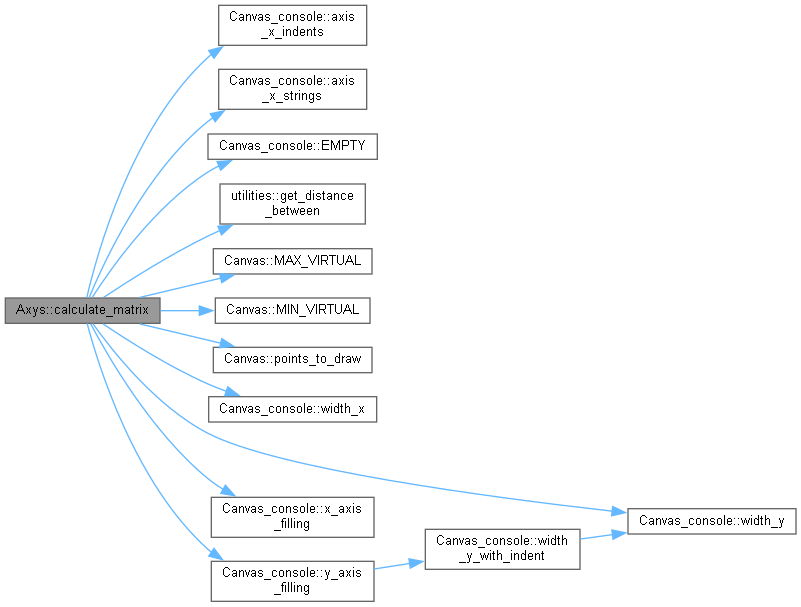 Canvas_console::axis
_x_indents
Canvas_console::axis
_x_strings
Canvas_console::EMPTY
utilities::get_distance
_between
Canvas::MAX_VIRTUAL
Axys::calculate_matrix
Canvas::MIN_VIRTUAL
Canvas::points_to_draw
Canvas_console::width_x
Canvas_console::x_axis
_filling
Canvas_console::width_y
Canvas_console::width
_y_with_indent
Canvas_console::y_axis
_filling